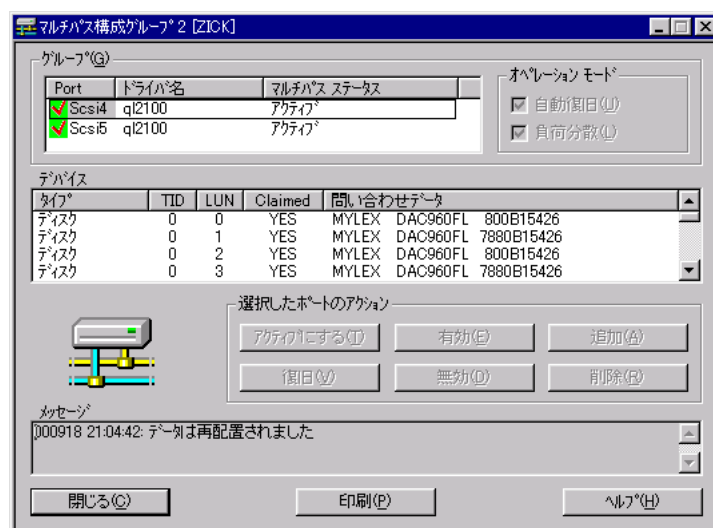 マルチパス構成グループ 2 [ZICK]
グループ(G)
Port ドライバ名 マルチパス ステータス
Scsi4 ql2100 アクティブ
Scsi5 ql2100 アクティブ
オペレーション モード
自動復旧(U)
負荷分散(L)
デバイス
タイプ TID LUN Claimed 問い合わせデータ
ディスク 0 0 YES MYLEX DAC960FL 800B15426
ディスク 0 1 YES MYLEX DAC960FL 7880B15426
ディスク 0 2 YES MYLEX DAC960FL 800B15426
ディスク 0 3 YES MYLEX DAC960FL 7880B15426
選択したポートのアクション
アクティブにする(T) 有効(E) 追加(A)
復旧(V) 無効(D) 削除(R)
メッセージ
000918 21:04:42: データは再配置されました
閉じる(C) 印刷(P) ヘルプ(H)